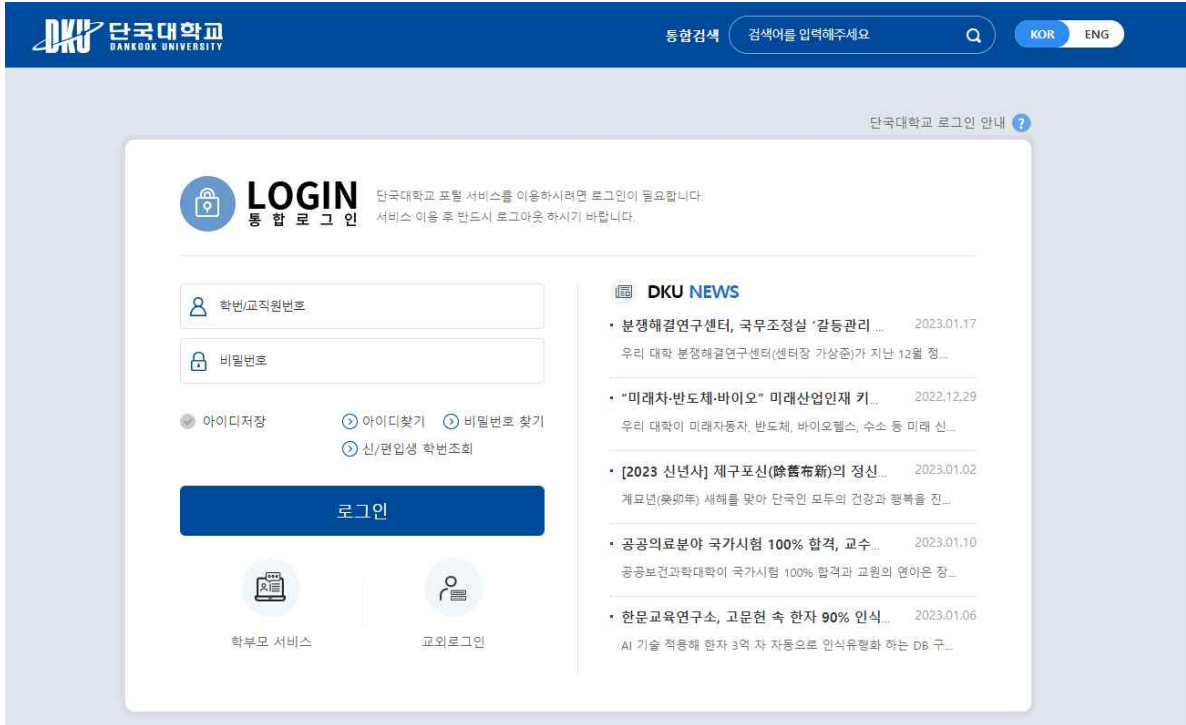 DKU 단국대학교
DANKOOK UNIVERSITY
통합검색 검색어를 입력해주세요 KOR ENG
단국대학교 로그인 안내 ?
LOGIN
통합로그인
단국대학교 포털 서비스를 이용하시려면 로그인이 필요합니다.
서비스 이용 후 반드시 로그아웃 하시기 바랍니다.
학번/교직원번호
비밀번호
아이디저장 아이디찾기 비밀번호 찾기
신/편입생 학번조회
로그인
학부모 서비스 교외로그인
DKU NEWS
분쟁해결연구센터, 국무조정실 ‘갈등관리 ... 2023.01.17
우리 대학 분쟁해결연구센터(센터장 가상준)가 지난 12월 정...
“미래차·반도체·바이오” 미래산업인재 키... 2022.12.29
우리 대학이 미래자동자, 반도체, 바이오헬스, 수소 등 미래 신...
[2023 신년사] 제구포신(除舊布新)의 정신... 2023.01.02
계묘년(癸卯年) 새해를 맞아 단국인 모두의 건강과 행복을 진...
공공의료분야 국가시험 100% 합격, 교수... 2023.01.10
공공보건과학대학이 국가시험 100% 합격과 교원의 연이은 장...
한문교육연구소, 고문헌 속 한자 90% 인식... 2023.01.06
AI 기술 적용해 한자 3억 자 자동으로 인식유형화 하는 DB 구...